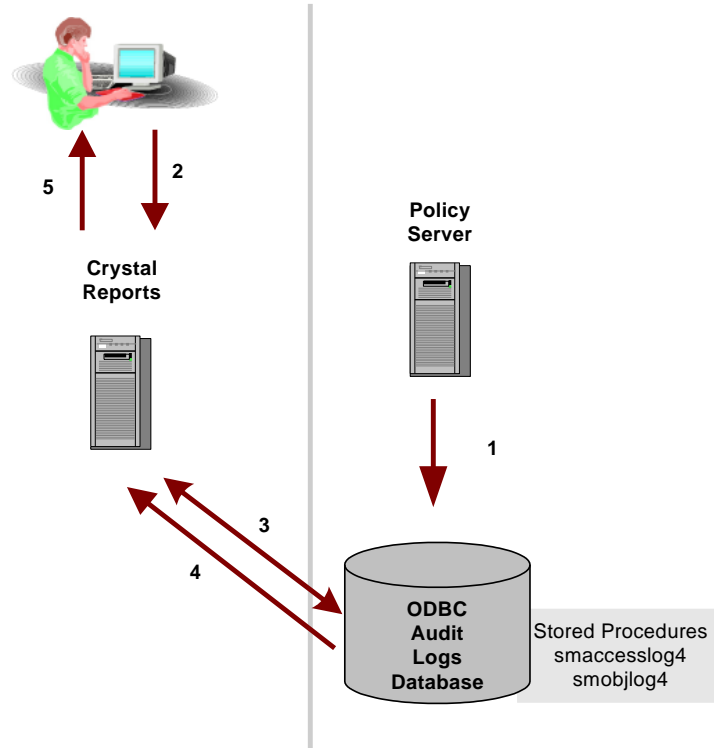 5
2
Policy
Server
Crystal
Reports
1
3
4
ODBC
Audit
Logs
Database
Stored Procedures
smaccesslog4
smobjlog4